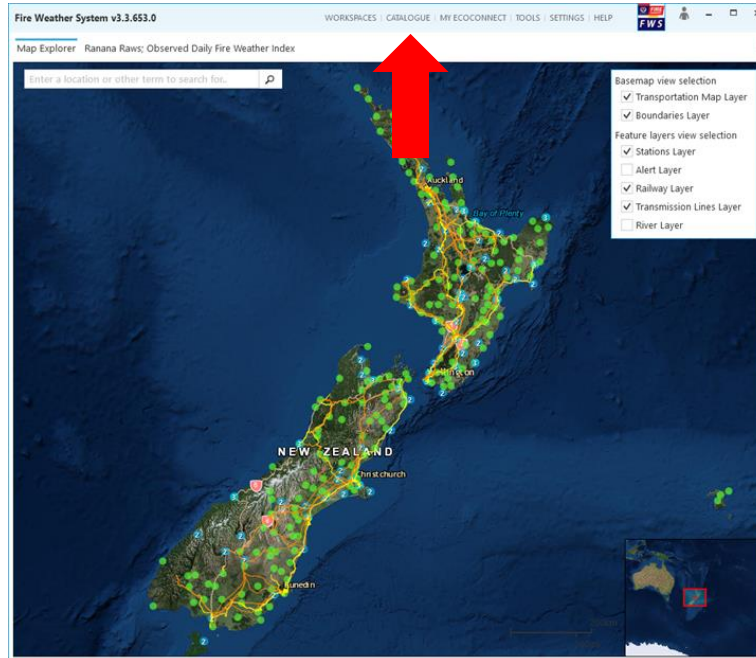 Fire Weather System v3.3.653.0
WORKSPACES | CATALOGUE | MY ECOCONNECT | TOOLS | SETTINGS | HELP
FIRE
FWS
Map Explorer
Ranana Raws; Observed Daily Fire Weather Index
Enter a location or other term to search for..
Basemap view selection
Transportation Map Layer
Boundaries Layer
Feature layers view selection
Stations Layer
Alert Layer
Railway Layer
Transmission Lines Layer
River Layer
Auckland
Bay of Plenty
Wellington
NEW ZEALAND
Christchurch
Dunedin